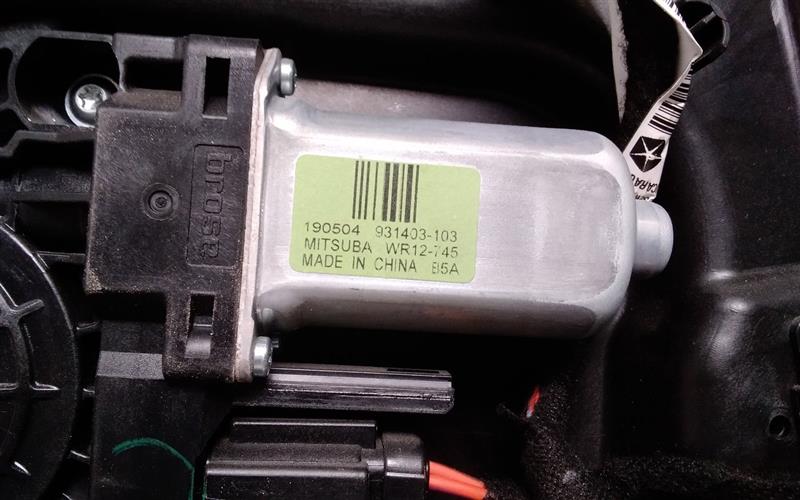 brose
190504 931403-103
MITSUBA WR12-745
MADE IN CHINA B5A